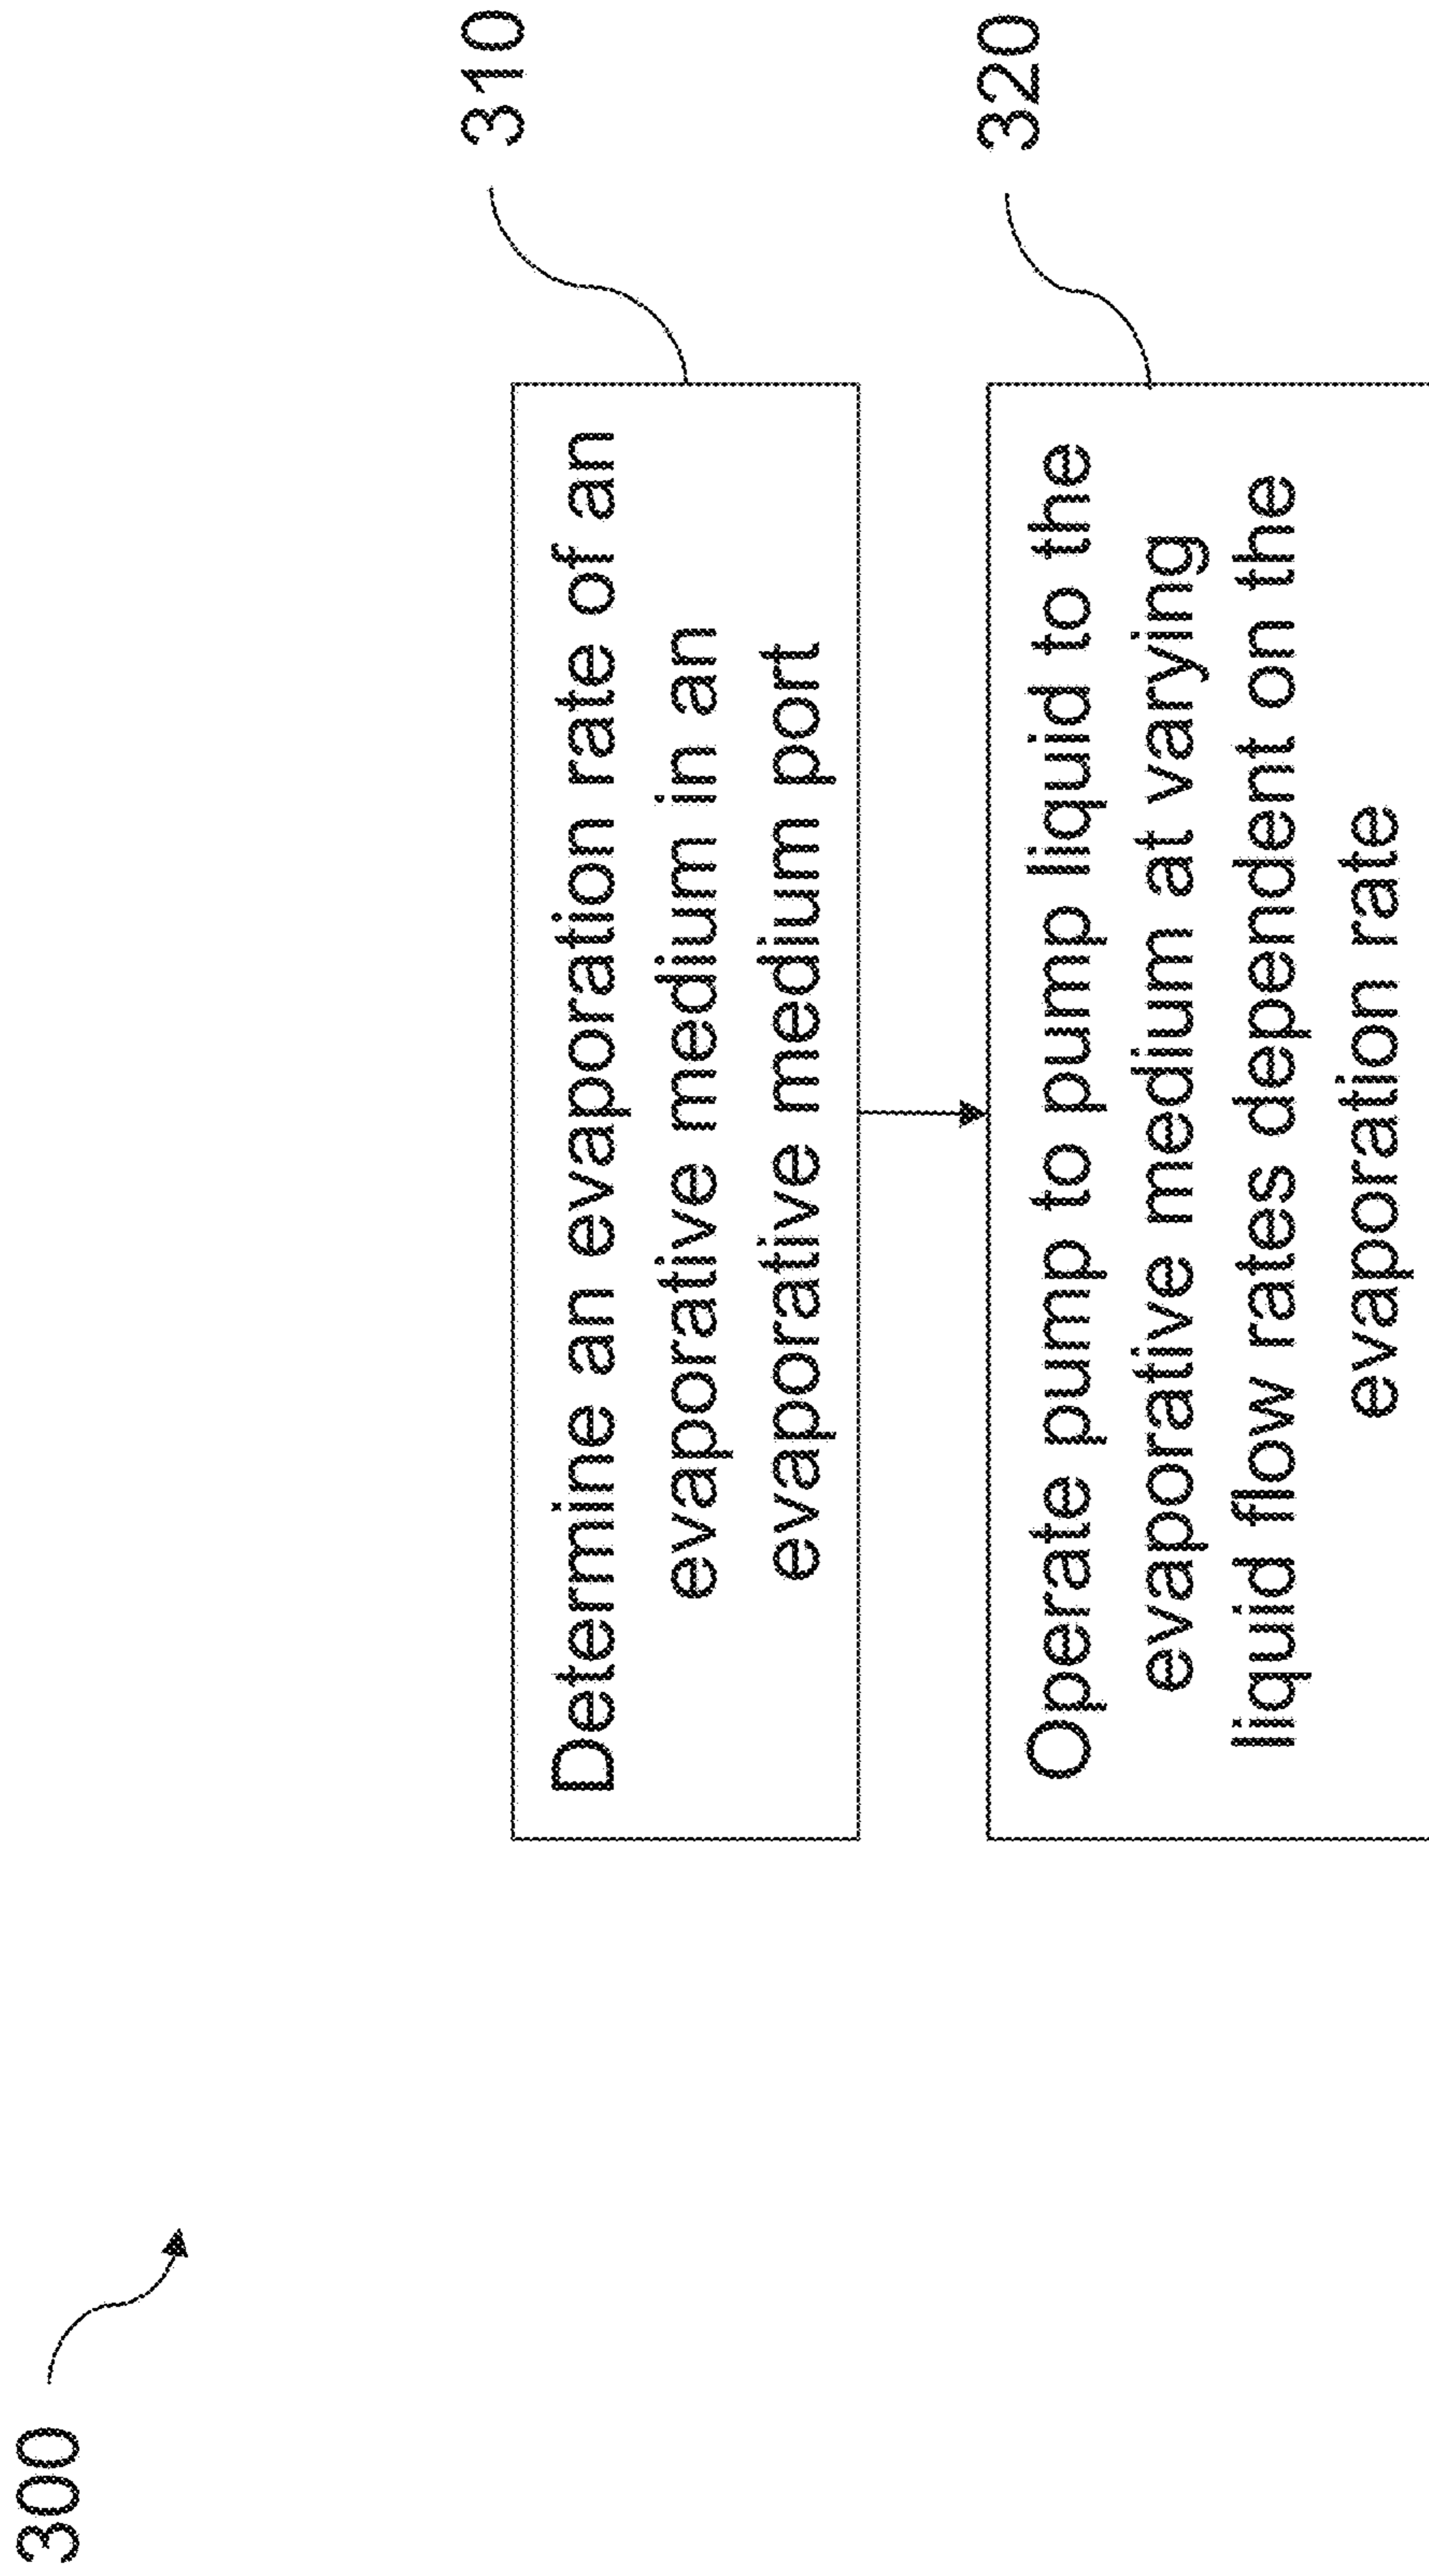 300
310
Determine an evaporation rate of an
evaporative medium in an
evaporative medium port
320
Operate pump to pump liquid to the
evaporative medium at varying
liquid flow rates dependent on the
evaporation rate